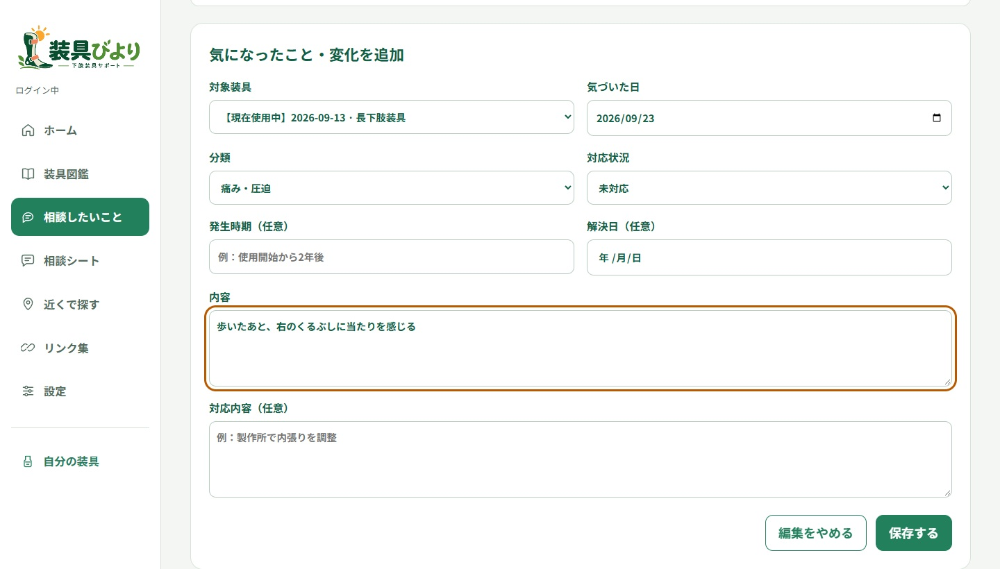 装具びより
下肢装具サポート
ログイン中
ホーム
装具図鑑
相談したいこと
相談シート
近くで探す
リンク集
設定
自分の装具
気になったこと・変化を追加
対象装具
【現在使用中】2026-09-13・長下肢装具
気づいた日
2026/09/23
分類
痛み・圧迫
対応状況
未対応
発生時期（任意）
例：使用開始から2年後
解決日（任意）
年 /月/日
内容
歩いたあと、右のくるぶしに当たりを感じる
対応内容（任意）
例：製作所で内張りを調整
編集をやめる
保存する